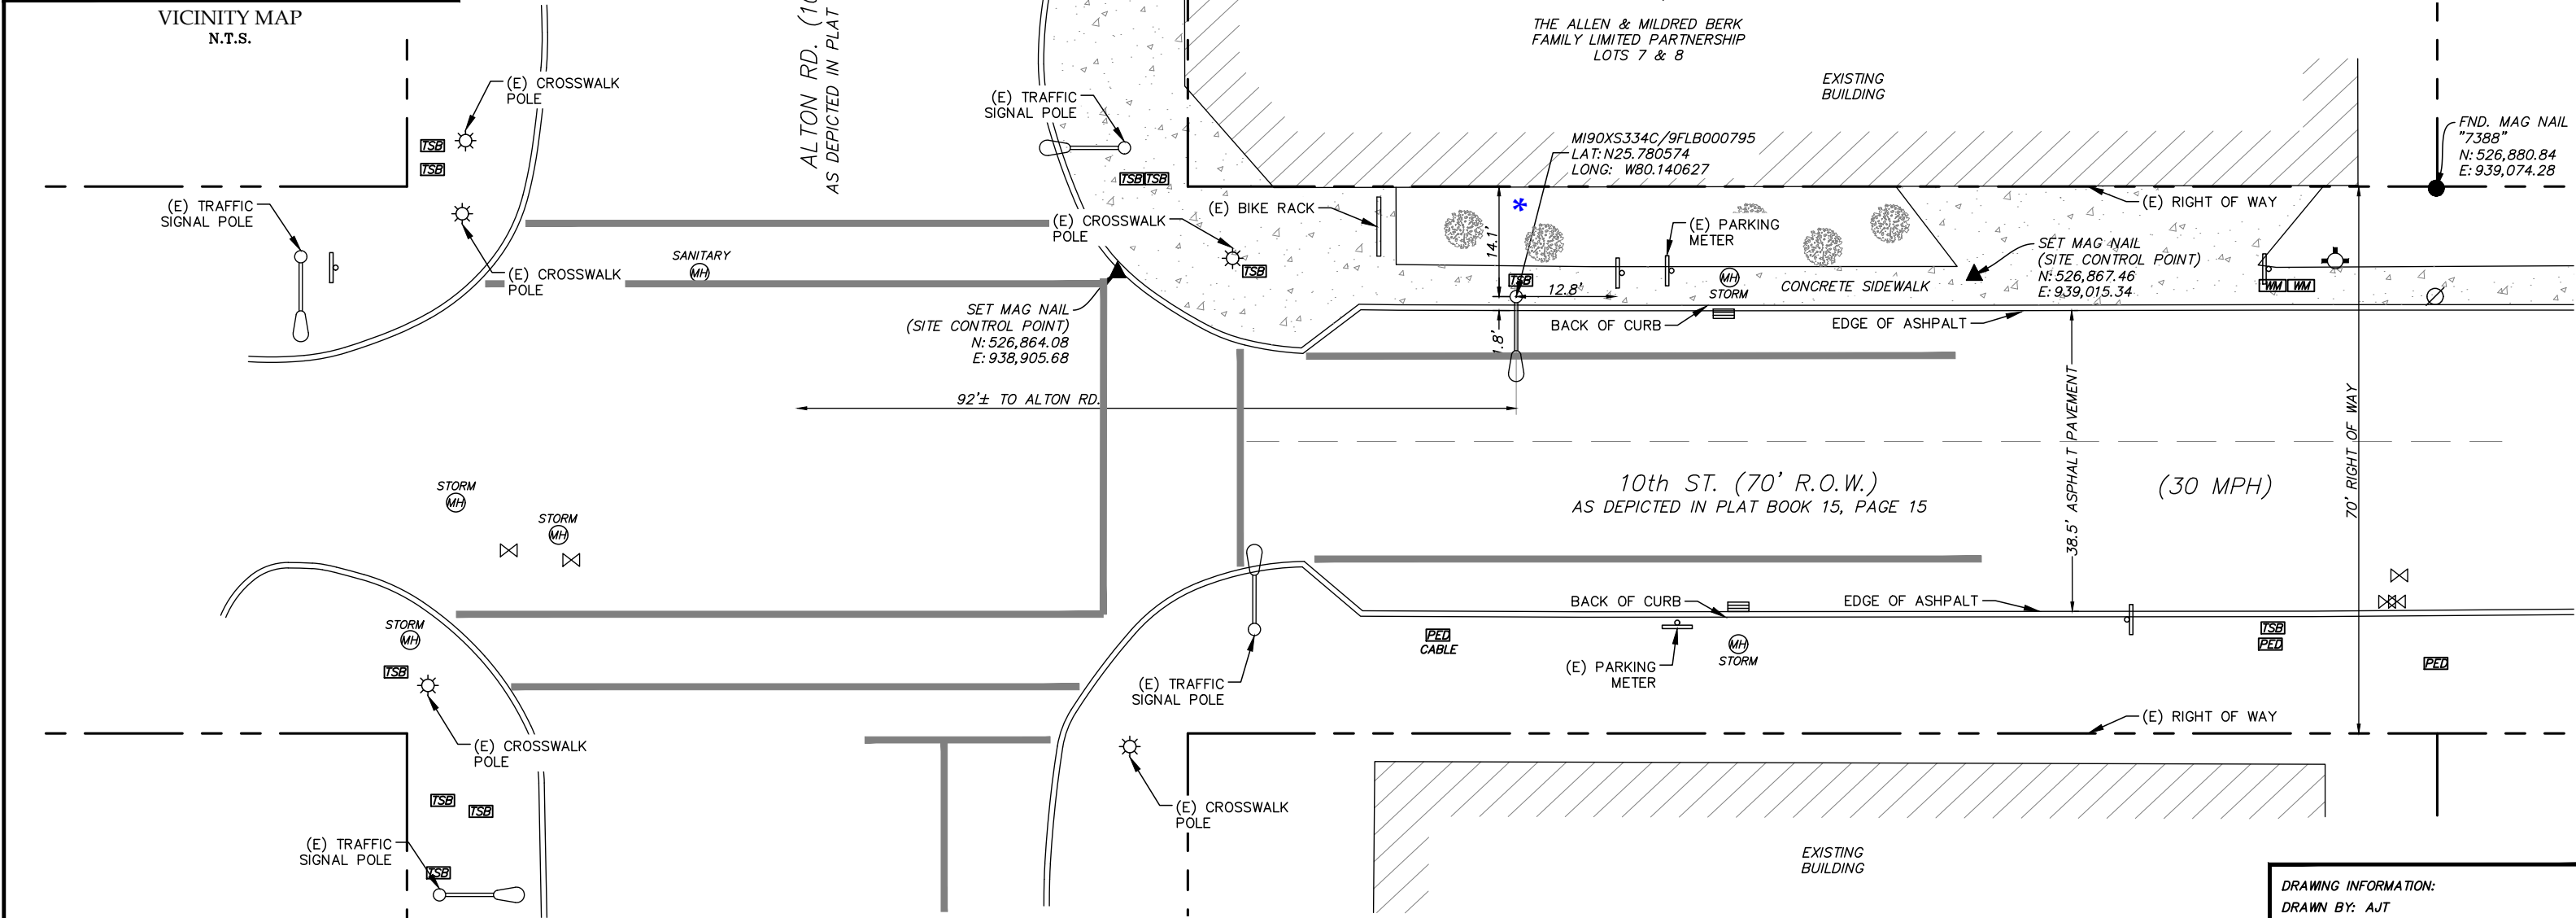 VICINITY MAP
N.T.S.
ALTON RD. (10
AS DEPICTED IN PLAT
THE ALLEN & MILDRED BERK
FAMILY LIMITED PARTNERSHIP
LOTS 7 & 8
EXISTING
BUILDING
(E) CROSSWALK
POLE
(E) TRAFFIC
SIGNAL POLE
MI90XS334C/9FLB000795
LAT: N25.780574
LONG: W80.140627
FND. MAG NAIL
"7388"
N: 526,880.84
E: 939,074.28
TSB
TSB
TSB TSB
(E) TRAFFIC
SIGNAL POLE
(E) CROSSWALK
POLE
(E) BIKE RACK
*
14.1'
(E) PARKING
METER
(E) RIGHT OF WAY
SANITARY
MH
(E) CROSSWALK
POLE
TSB
TSB
12.8'
MH
STORM
CONCRETE SIDEWALK
SET MAG NAIL
(SITE CONTROL POINT)
N: 526,867.46
E: 939,015.34
WM WM
SET MAG NAIL
(SITE CONTROL POINT)
N: 526,864.08
E: 938,905.68
1.8'
BACK OF CURB
EDGE OF ASHPALT
92'± TO ALTON RD.
38.5' ASPHALT PAVEMENT
70' RIGHT OF WAY
10th ST. (70' R.O.W.)
AS DEPICTED IN PLAT BOOK 15, PAGE 15
(30 MPH)
STORM
MH
STORM
MH
STORM
MH
TSB
BACK OF CURB
EDGE OF ASHPALT
PED
CABLE
(E) PARKING
METER
MH
STORM
TSB
PED
PED
(E) TRAFFIC
SIGNAL POLE
(E) RIGHT OF WAY
(E) CROSSWALK
POLE
TSB
TSB
(E) CROSSWALK
POLE
(E) TRAFFIC
SIGNAL POLE
TSB
EXISTING
BUILDING
DRAWING INFORMATION:
DRAWN BY: AJT